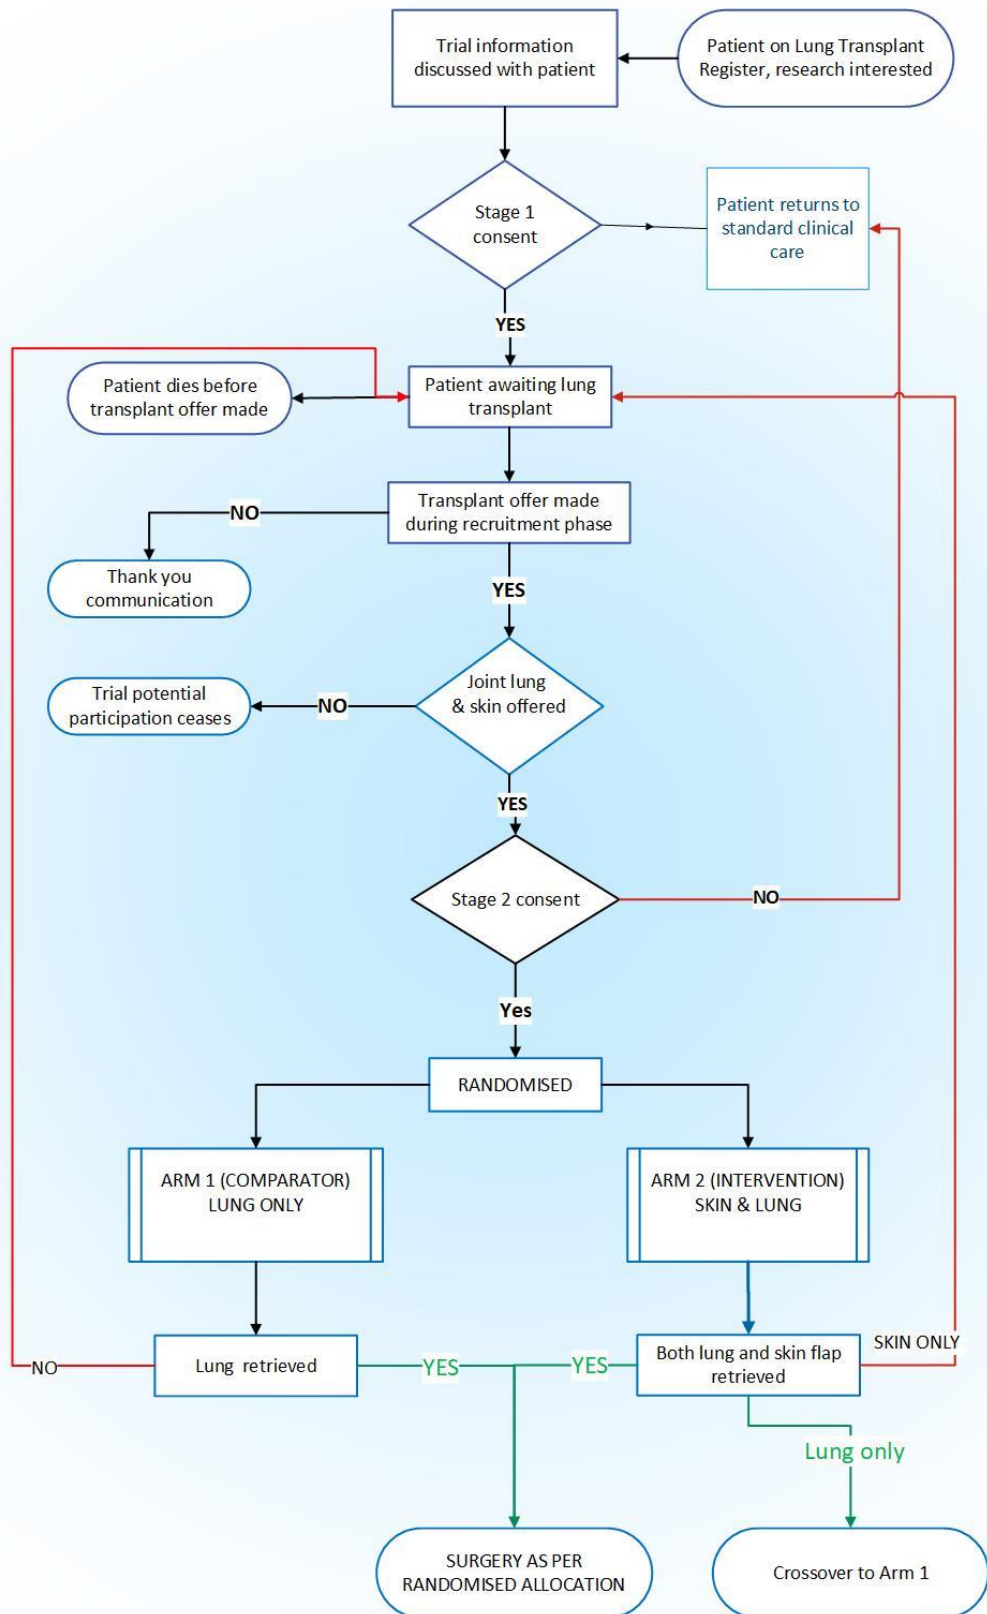 Trial information
discussed with patient
Patient on Lung Transplant
Register, research interested
Stage 1
consent
Patient returns to
standard clinical
care
YES
Patient dies before
transplant offer made
Patient awaiting lung
transplant
Transplant offer made
during recruitment phase
NO
Thank you
communication
YES
Joint lung
& skin offered
NO
Trial potential
participation ceases
YES
Stage 2 consent
NO
Yes
RANDOMISED
ARM 1 (COMPARATOR)
LUNG ONLY
ARM 2 (INTERVENTION)
SKIN & LUNG
NO
Lung retrieved
YES
YES
Both lung and skin flap
retrieved
SKIN ONLY
Lung only
SURGERY AS PER
RANDOMISED ALLOCATION
Crossover to Arm 1